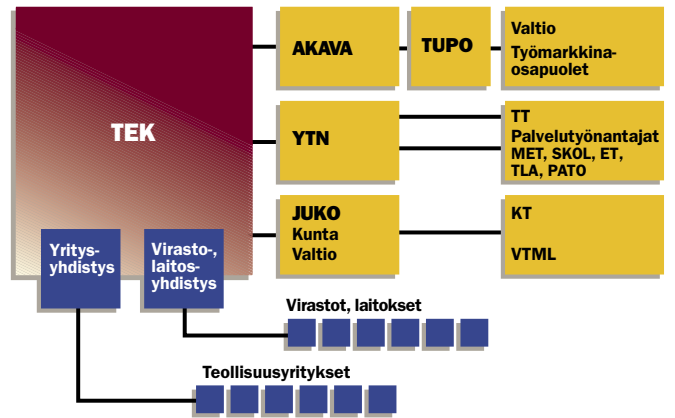 TEK
AKAVA
TUPO
Valtio
Työmarkkina-
osapuolet
YTN
TT
Palvelutyönantajat
MET, SKOL, ET,
TLA, PATO
JUKO
Kunta
Valtio
KT
VTML
Yritys-
yhdistys
Virasto-,
laitos-
yhdistys
Virastot, laitokset
Teollisuusyritykset